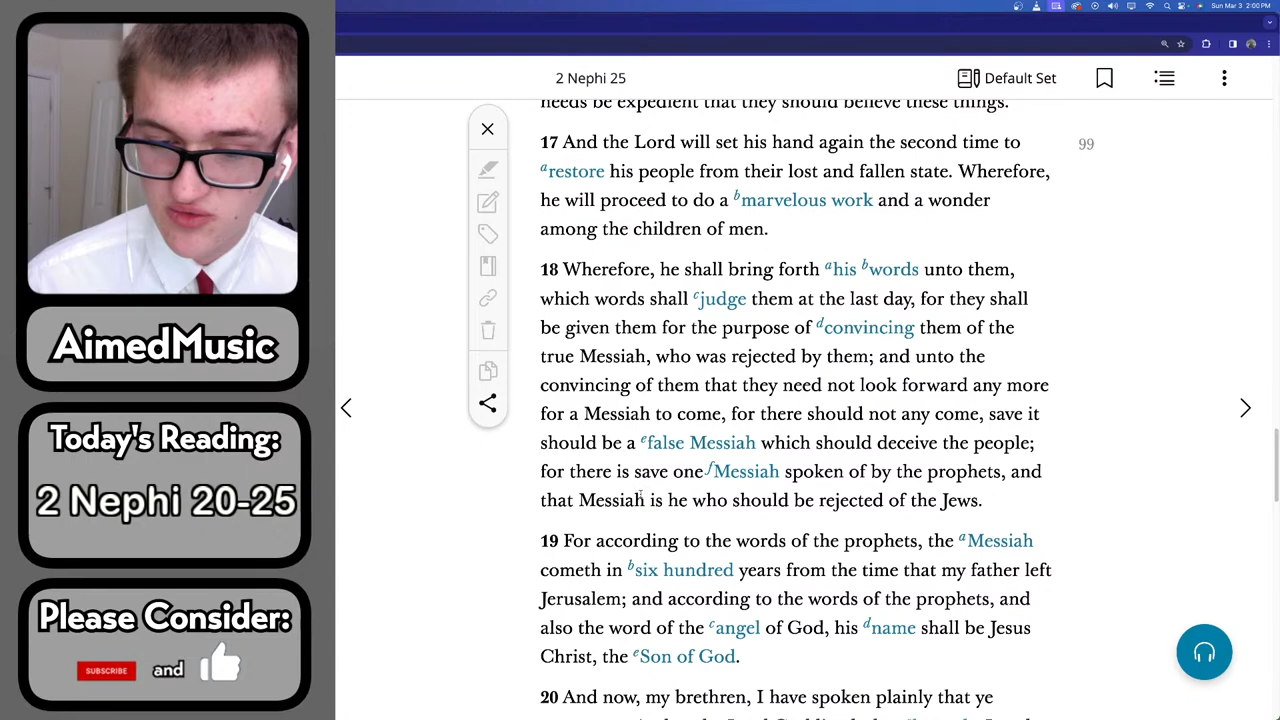 Sun Mar 3 2:00 PM
2 Nephi 25
Default Set
needs be expedient that they should believe these things.
17 And the Lord will set his hand again the second time to
99
a restore his people from their lost and fallen state. Wherefore,
he will proceed to do a b marvelous work and a wonder
among the children of men.
18 Wherefore, he shall bring forth a his b words unto them,
which words shall c judge them at the last day, for they shall
be given them for the purpose of d convincing them of the
true Messiah, who was rejected by them; and unto the
convincing of them that they need not look forward any more
for a Messiah to come, for there should not any come, save it
should be a e false Messiah which should deceive the people;
for there is save one f Messiah spoken of by the prophets, and
that Messiah is he who should be rejected of the Jews.
19 For according to the words of the prophets, the a Messiah
cometh in b six hundred years from the time that my father left
Jerusalem; and according to the words of the prophets, and
also the word of the c angel of God, his d name shall be Jesus
Christ, the e Son of God.
20 And now, my brethren, I have spoken plainly that ye
AimedMusic
Today's Reading:
2 Nephi 20-25
Please Consider:
SUBSCRIBE and